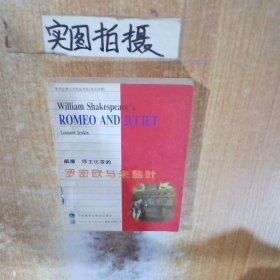 实图拍摄
William Shakespeare's
ROMEO AND JULIET
Leonard Jenkin
威廉·莎士比亚的
罗密欧与朱丽叶